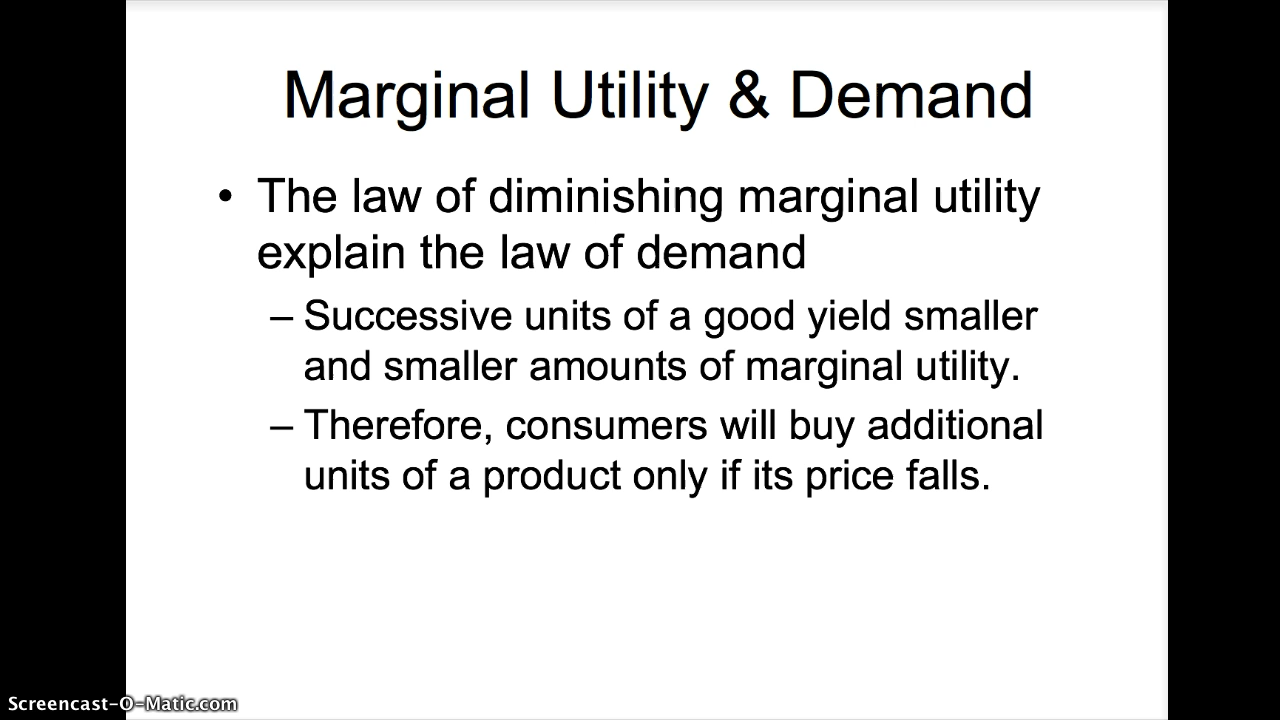 Marginal Utility & Demand
• The law of diminishing marginal utility
explain the law of demand
– Successive units of a good yield smaller
and smaller amounts of marginal utility.
– Therefore, consumers will buy additional
units of a product only if its price falls.
Screencast-O-Matic.com